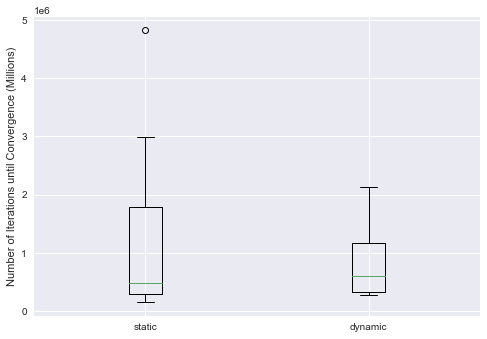 1e6
5
4
3
2
1
0
Number of Iterations until Convergence (Millions)
static
dynamic